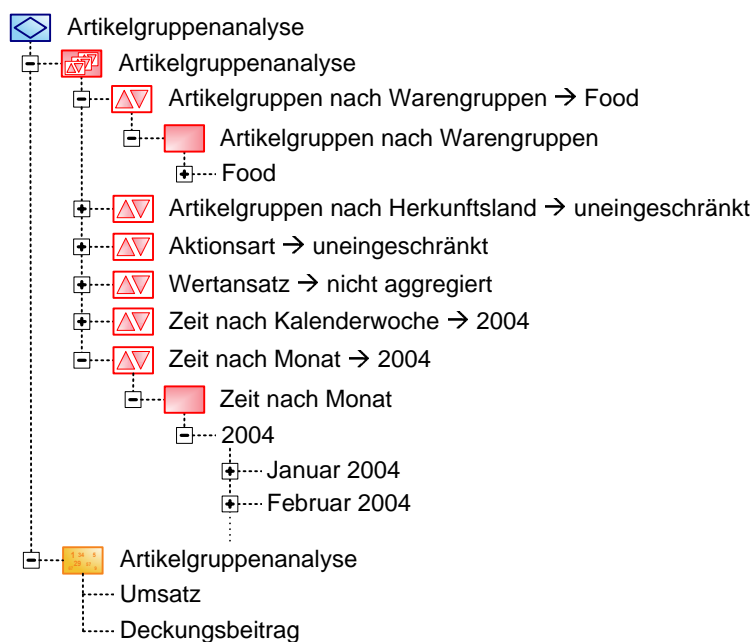 Artikelgruppenanalyse
Artikelgruppenanalyse
Artikelgruppen nach Warengruppen → Food
Artikelgruppen nach Warengruppen
Food
Artikelgruppen nach Herkunftsland → uneingeschränkt
Aktionsart → uneingeschränkt
Wertansatz → nicht aggregiert
Zeit nach Kalenderwoche → 2004
Zeit nach Monat → 2004
Zeit nach Monat
2004
Januar 2004
Februar 2004
Artikelgruppenanalyse
Umsatz
Deckungsbeitrag